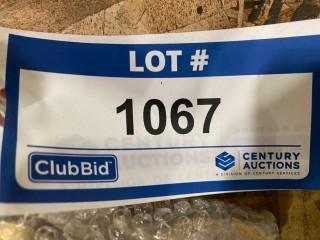 LOT #
1067
ClubBid
CENTURY
AUCTIONS
A DIVISION OF CENTURY SERVICES